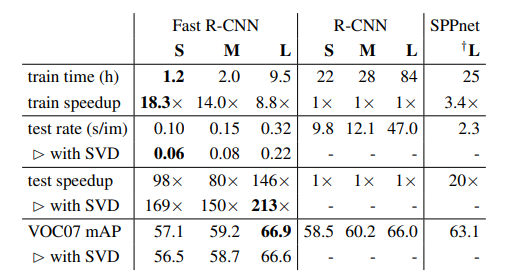 Fast R-CNN R-CNN SPPnet
S M L S M L †L
train time (h) 1.2 2.0 9.5 22 28 84 25
train speedup 18.3× 14.0× 8.8× 1× 1× 1× 3.4×
test rate (s/im) 0.10 0.15 0.32 9.8 12.1 47.0 2.3
▷ with SVD 0.06 0.08 0.22 - - - -
test speedup 98× 80× 146× 1× 1× 1× 20×
▷ with SVD 169× 150× 213× - - - -
VOC07 mAP 57.1 59.2 66.9 58.5 60.2 66.0 63.1
▷ with SVD 56.5 58.7 66.6 - - - -